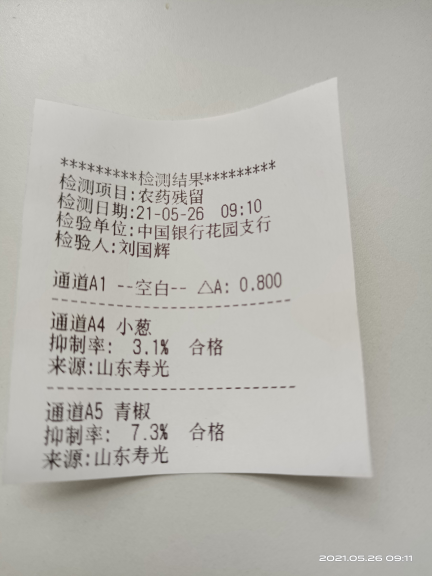 *********检测结果*********
检测项目:农药残留
检测日期:21-05-26 09:10
检验单位:中国银行花园支行
检验人:刘国辉
通道A1 --空白-- △A: 0.800
通道A4 小葱
抑制率: 3.1% 合格
来源:山东寿光
通道A5 青椒
抑制率: 7.3% 合格
来源:山东寿光
2021.05.26 09:11